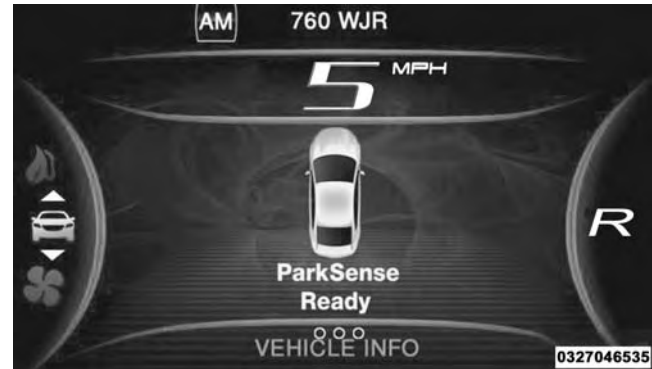 AM 760 WJR
5 MPH
R
ParkSense
Ready
VEHICLE INFO
0327046535